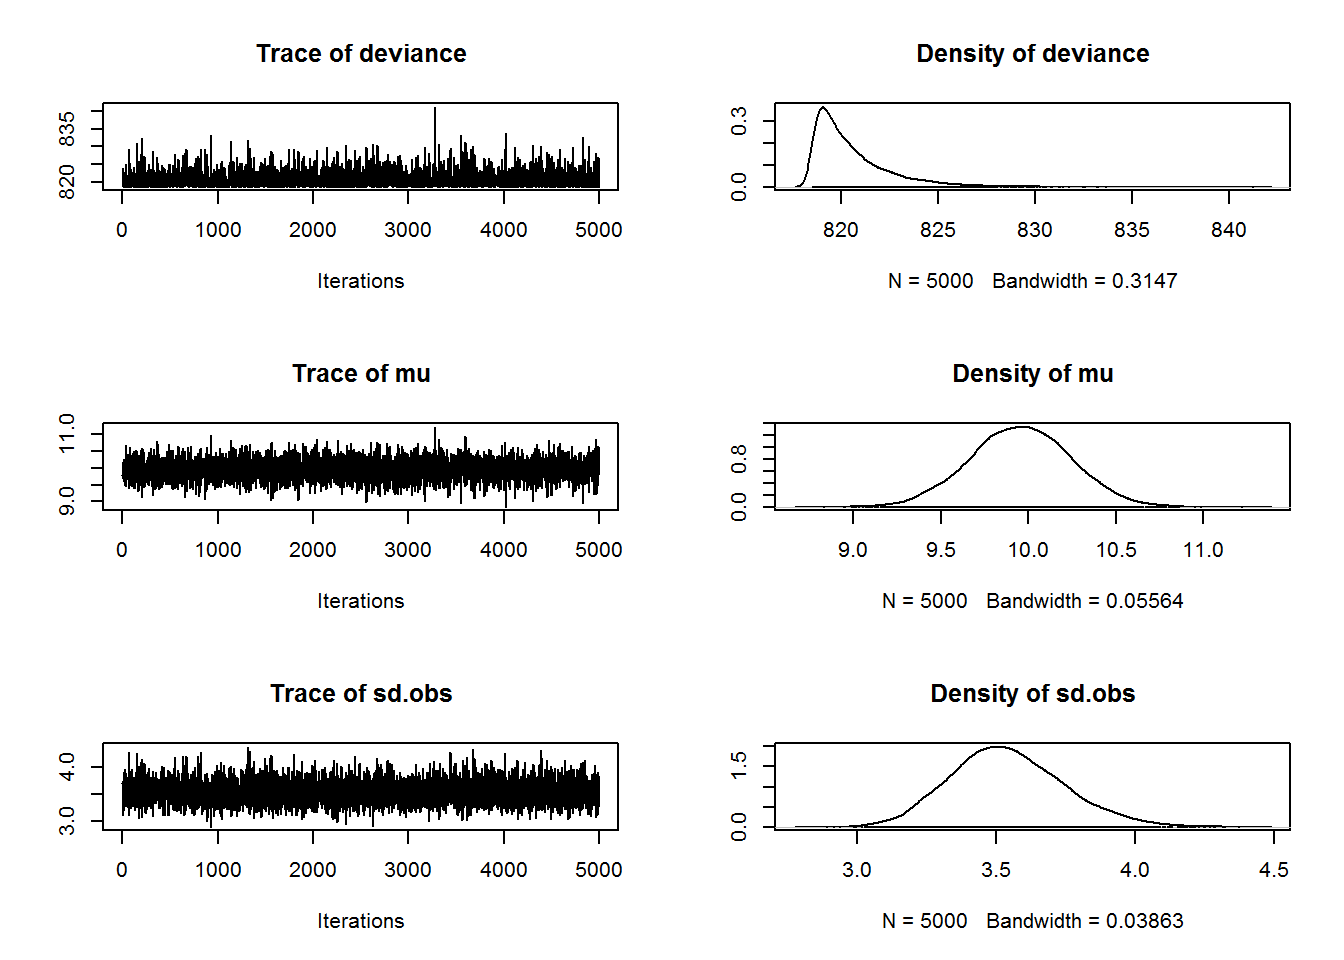 Trace of deviance
820 835
0 1000 2000 3000 4000 5000
Iterations
Density of deviance
0.0 0.3
820 825 830 835 840
N = 5000 Bandwidth = 0.3147
Trace of mu
9.0 11.0
0 1000 2000 3000 4000 5000
Iterations
Density of mu
0.0 0.8
9.0 9.5 10.0 10.5 11.0
N = 5000 Bandwidth = 0.05564
Trace of sd.obs
3.0 4.0
0 1000 2000 3000 4000 5000
Iterations
Density of sd.obs
0.0 1.5
3.0 3.5 4.0 4.5
N = 5000 Bandwidth = 0.03863